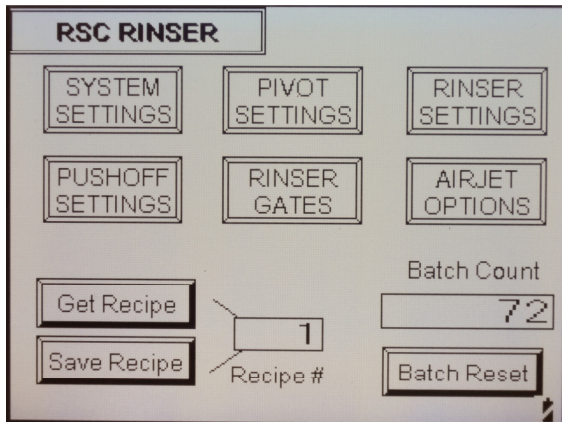 RSC RINSER
SYSTEM
SETTINGS
PIVOT
SETTINGS
RINSER
SETTINGS
PUSHOFF
SETTINGS
RINSER
GATES
AIRJET
OPTIONS
Get Recipe
Save Recipe
1
Recipe #
Batch Count
72
Batch Reset